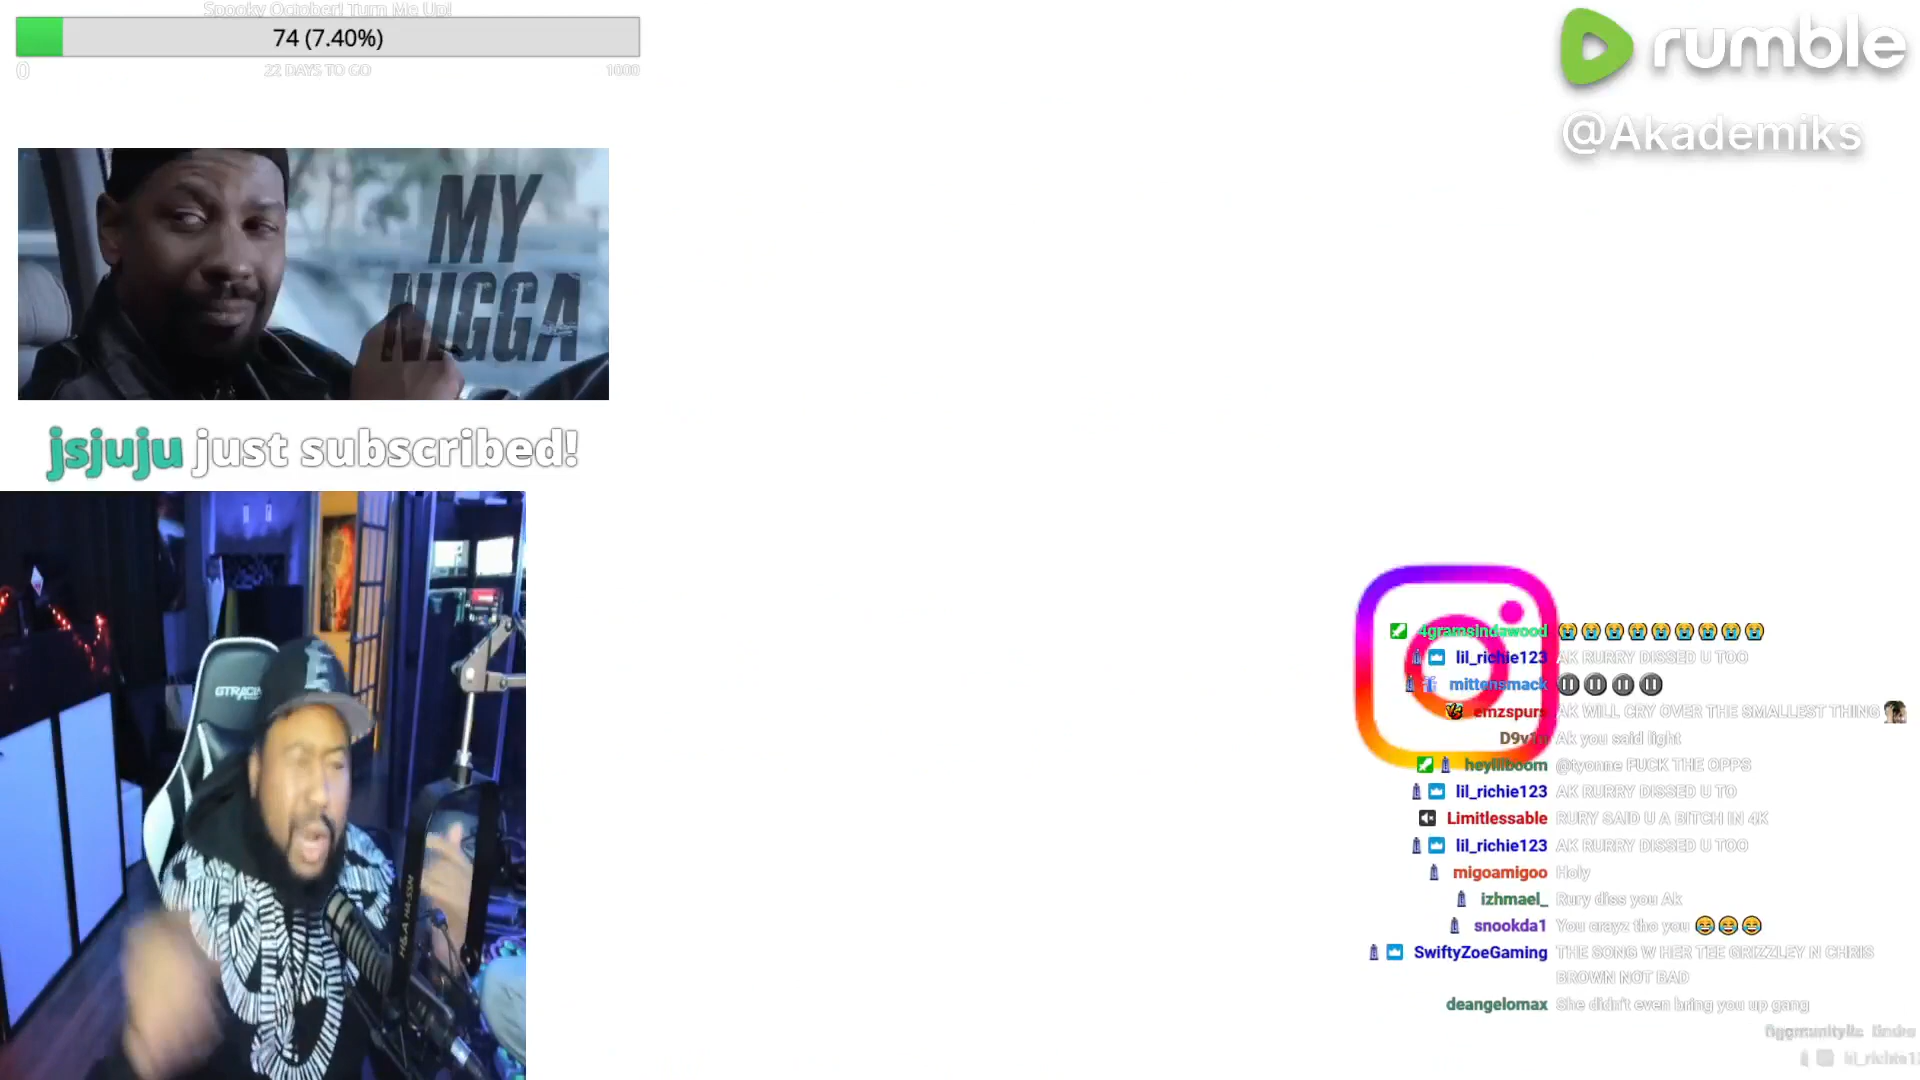 Spooky October! Turn Me Up!
74 (7.40%)
0
22 DAYS TO GO
1000
rumble
@Akademiks
MY
NIGGA
jsjuju just subscribed!
GTRACING
4gramsindawood
lil_richie123 AK RURRY DISSED U TOO
mittensmack
emzspurs AK WILL CRY OVER THE SMALLEST THING
Ak you said light
heylilboom @tyonne FUCK THE OPPS
lil_richie123 AK RURRY DISSED U TO
Limitlessable RURY SAID U A BITCH IN 4K
lil_richie123 AK RURRY DISSED U TOO
migoamigoo Holy
izhmael_ Rury diss you Ak
snookda1 You crayz tho you
SwiftyZoeGaming THE SONG W HER TEE GRIZZLEY N CHRIS
BROWN NOT BAD
deangelomax She didn't even bring you up gang